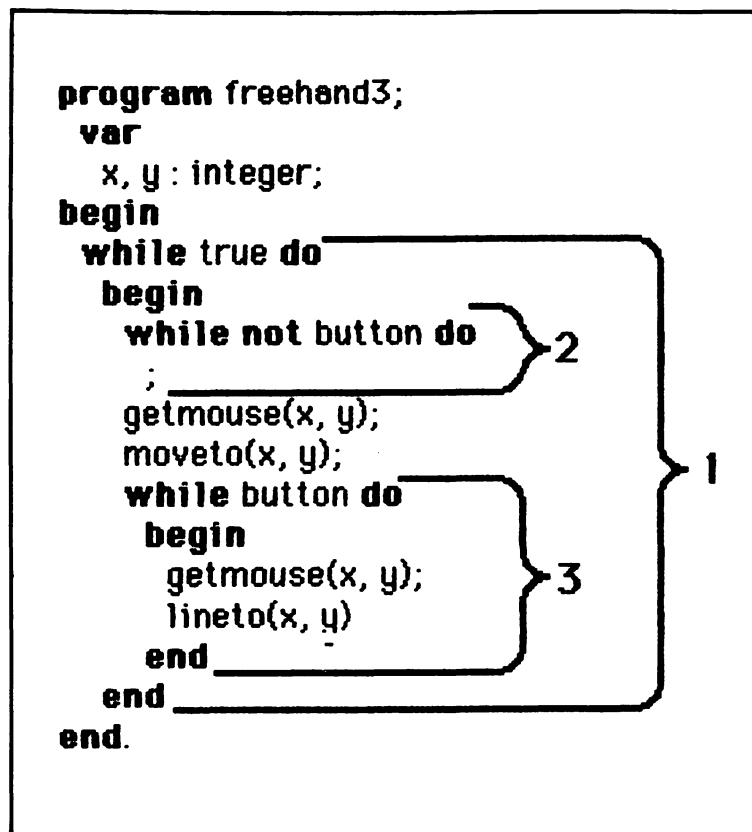 program freehand3;
var
x, y : integer;
begin
while true do
begin
while not button do
;
getmouse(x, y);
moveto(x, y);
while button do
begin
getmouse(x, y);
lineto(x, y)
end
end
end.
2
1
3